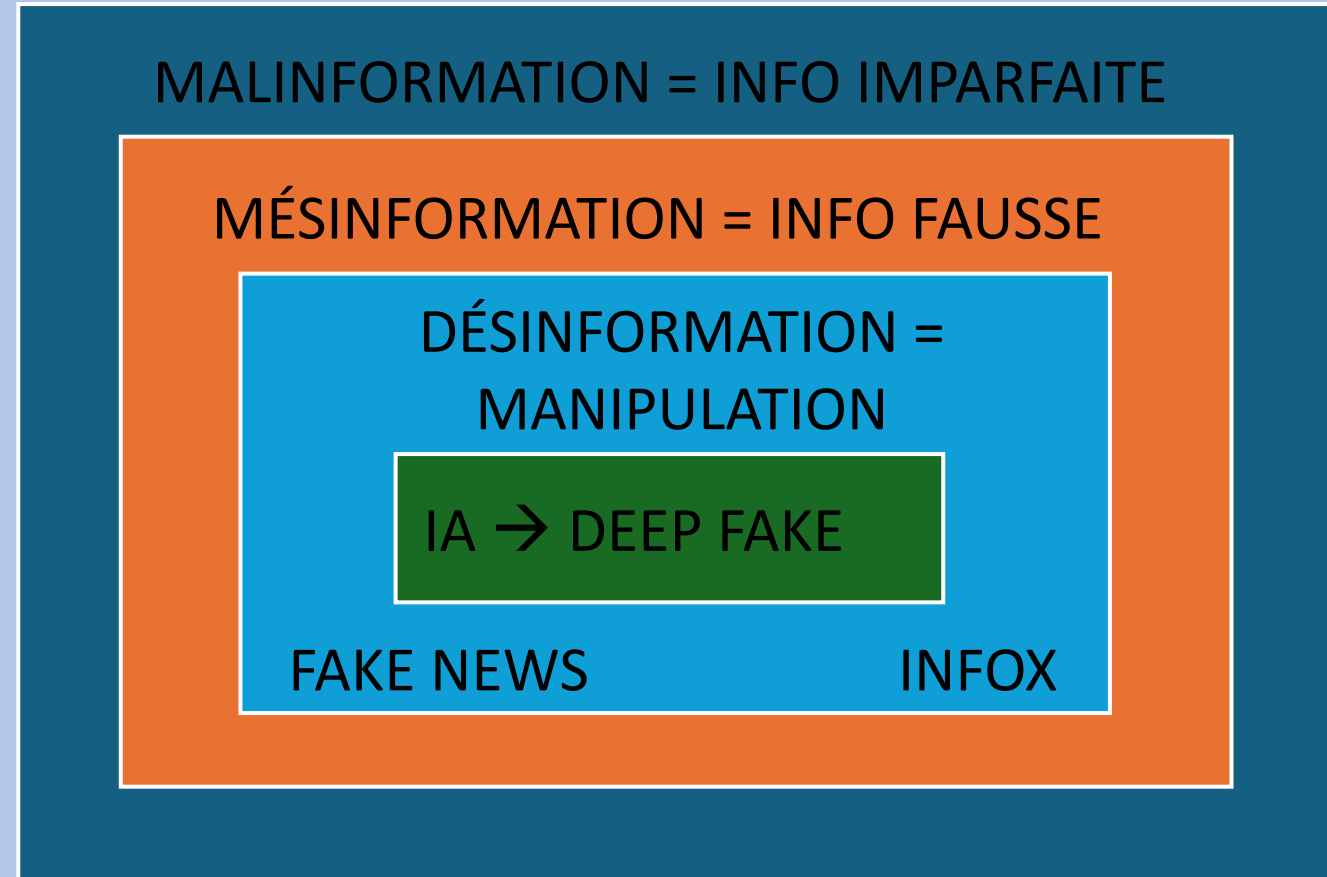 MALINFORMATION = INFO IMPARFAITE
MÉSINFORMATION = INFO FAUSSE
DÉSINFORMATION =
MANIPULATION
IA → DEEP FAKE
FAKE NEWS INFOX